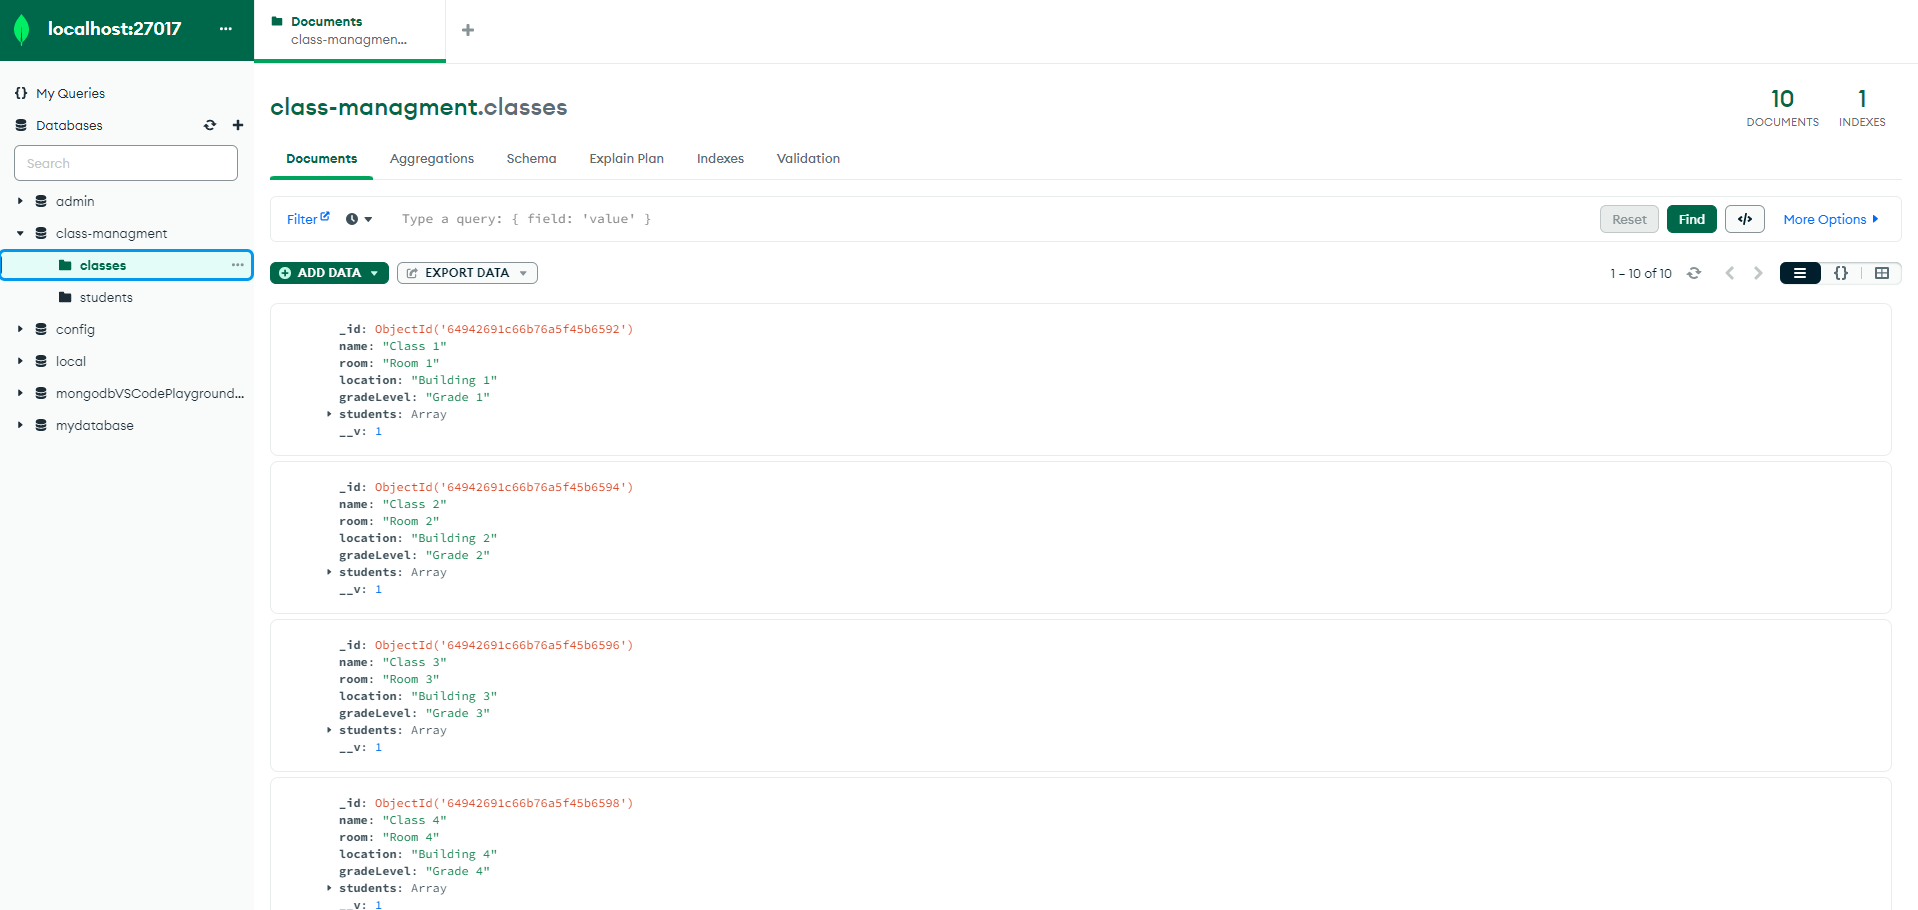 localhost:27017 ...
Documents
class-managmen...
{} My Queries
Databases
Search
admin
class-managment
classes
students
config
local
mongodbVSCodePlayground...
mydatabase
class-managment.classes
10
DOCUMENTS
1
INDEXES
Documents Aggregations Schema Explain Plan Indexes Validation
Filter Type a query: { field: 'value' } Reset Find </> More Options
ADD DATA EXPORT DATA 1 – 10 of 10 {}
_id: ObjectId('64942691c66b76a5f45b6592')
name: "Class 1"
room: "Room 1"
location: "Building 1"
gradeLevel: "Grade 1"
students: Array
__v: 1
_id: ObjectId('64942691c66b76a5f45b6594')
name: "Class 2"
room: "Room 2"
location: "Building 2"
gradeLevel: "Grade 2"
students: Array
__v: 1
_id: ObjectId('64942691c66b76a5f45b6596')
name: "Class 3"
room: "Room 3"
location: "Building 3"
gradeLevel: "Grade 3"
students: Array
__v: 1
_id: ObjectId('64942691c66b76a5f45b6598')
name: "Class 4"
room: "Room 4"
location: "Building 4"
gradeLevel: "Grade 4"
students: Array
__v: 1